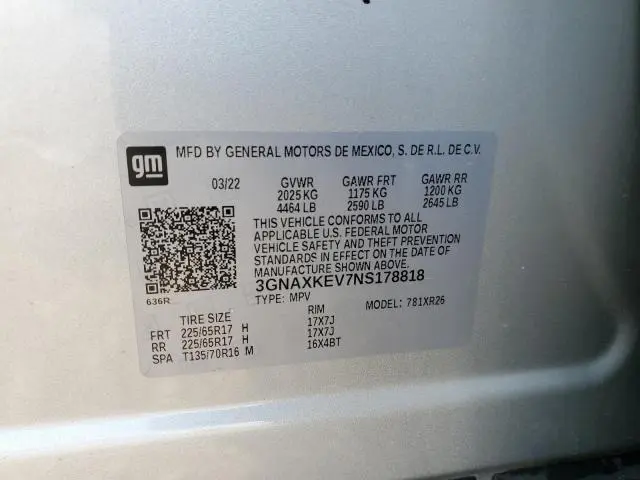 gm
MFD BY GENERAL MOTORS DE MEXICO, S. DE R.L. DE C.V.
03/22 GVWR GAWR FRT GAWR RR
2025 KG 1175 KG 1200 KG
4464 LB 2590 LB 2645 LB
THIS VEHICLE CONFORMS TO ALL
APPLICABLE U.S. FEDERAL MOTOR
VEHICLE SAFETY AND THEFT PREVENTION
STANDARDS IN EFFECT ON THE DATE OF
MANUFACTURE SHOWN ABOVE.
3GNAXKEV7NS178818
636R
TYPE: MPV MODEL: 781XR26
TIRE SIZE RIM
FRT 225/65R17 H 17X7J
RR 225/65R17 H 17X7J
SPA T135/70R16 M 16X4BT